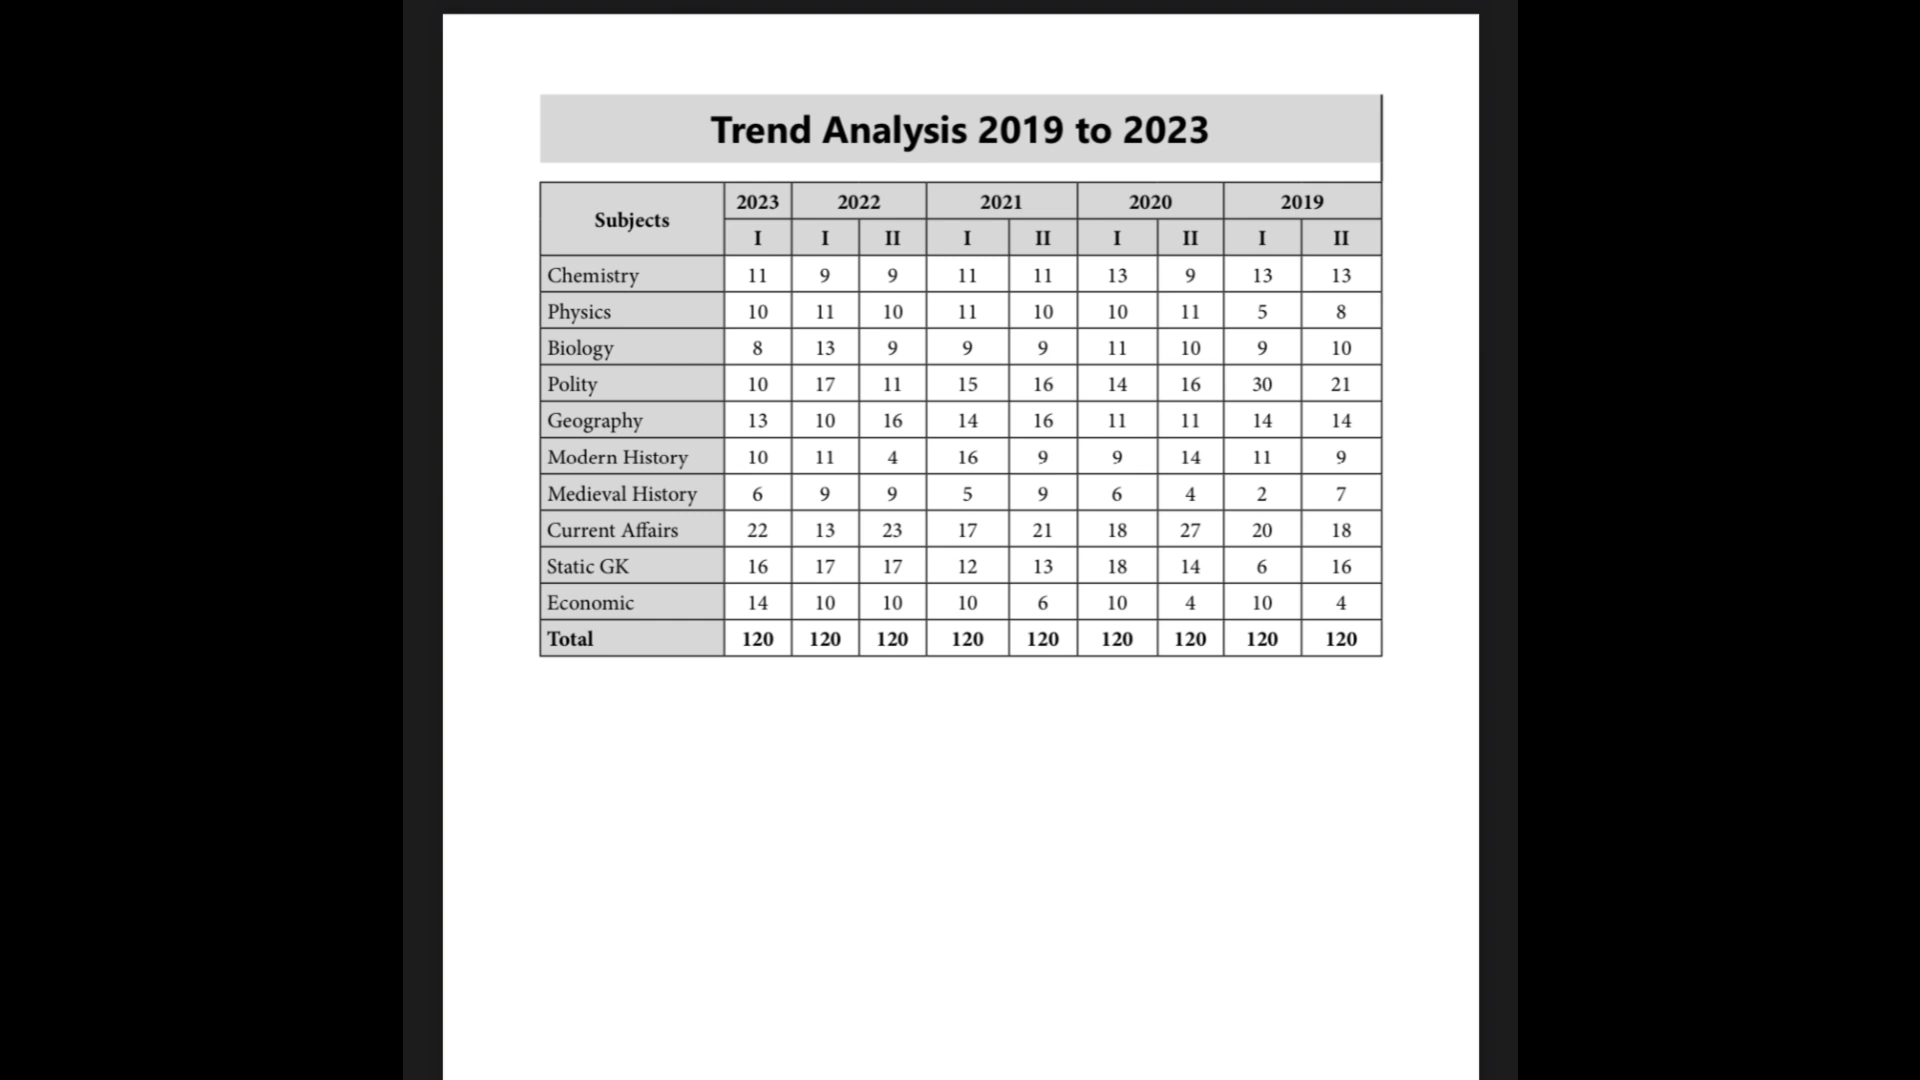 Trend Analysis 2019 to 2023
Subjects 2023 2022 2021 2020 2019
I I II I II I II I II
Chemistry 11 9 9 11 11 13 9 13 13
Physics 10 11 10 11 10 10 11 5 8
Biology 8 13 9 9 9 11 10 9 10
Polity 10 17 11 15 16 14 16 30 21
Geography 13 10 16 14 16 11 11 14 14
Modern History 10 11 4 16 9 9 14 11 9
Medieval History 6 9 9 5 9 6 4 2 7
Current Affairs 22 13 23 17 21 18 27 20 18
Static GK 16 17 17 12 13 18 14 6 16
Economic 14 10 10 10 6 10 4 10 4
Total 120 120 120 120 120 120 120 120 120